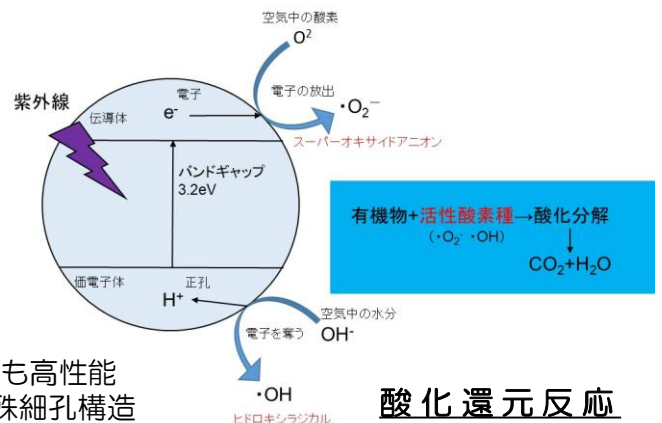 空気中の酸素
O²
電子
e⁻
電子の放出
·O₂⁻
スーパーオキサイドアニオン
紫外線
伝導体
バンドギャップ
3.2eV
有機物+活性酸素種→酸化分解
(·O₂⁻ ·OH)
CO₂+H₂O
価電子体
正孔
H⁺
空気中の水分
OH⁻
電子を奪う
·OH
ヒドロキシラジカル
も高性能
殊細孔構造
酸化還元反応